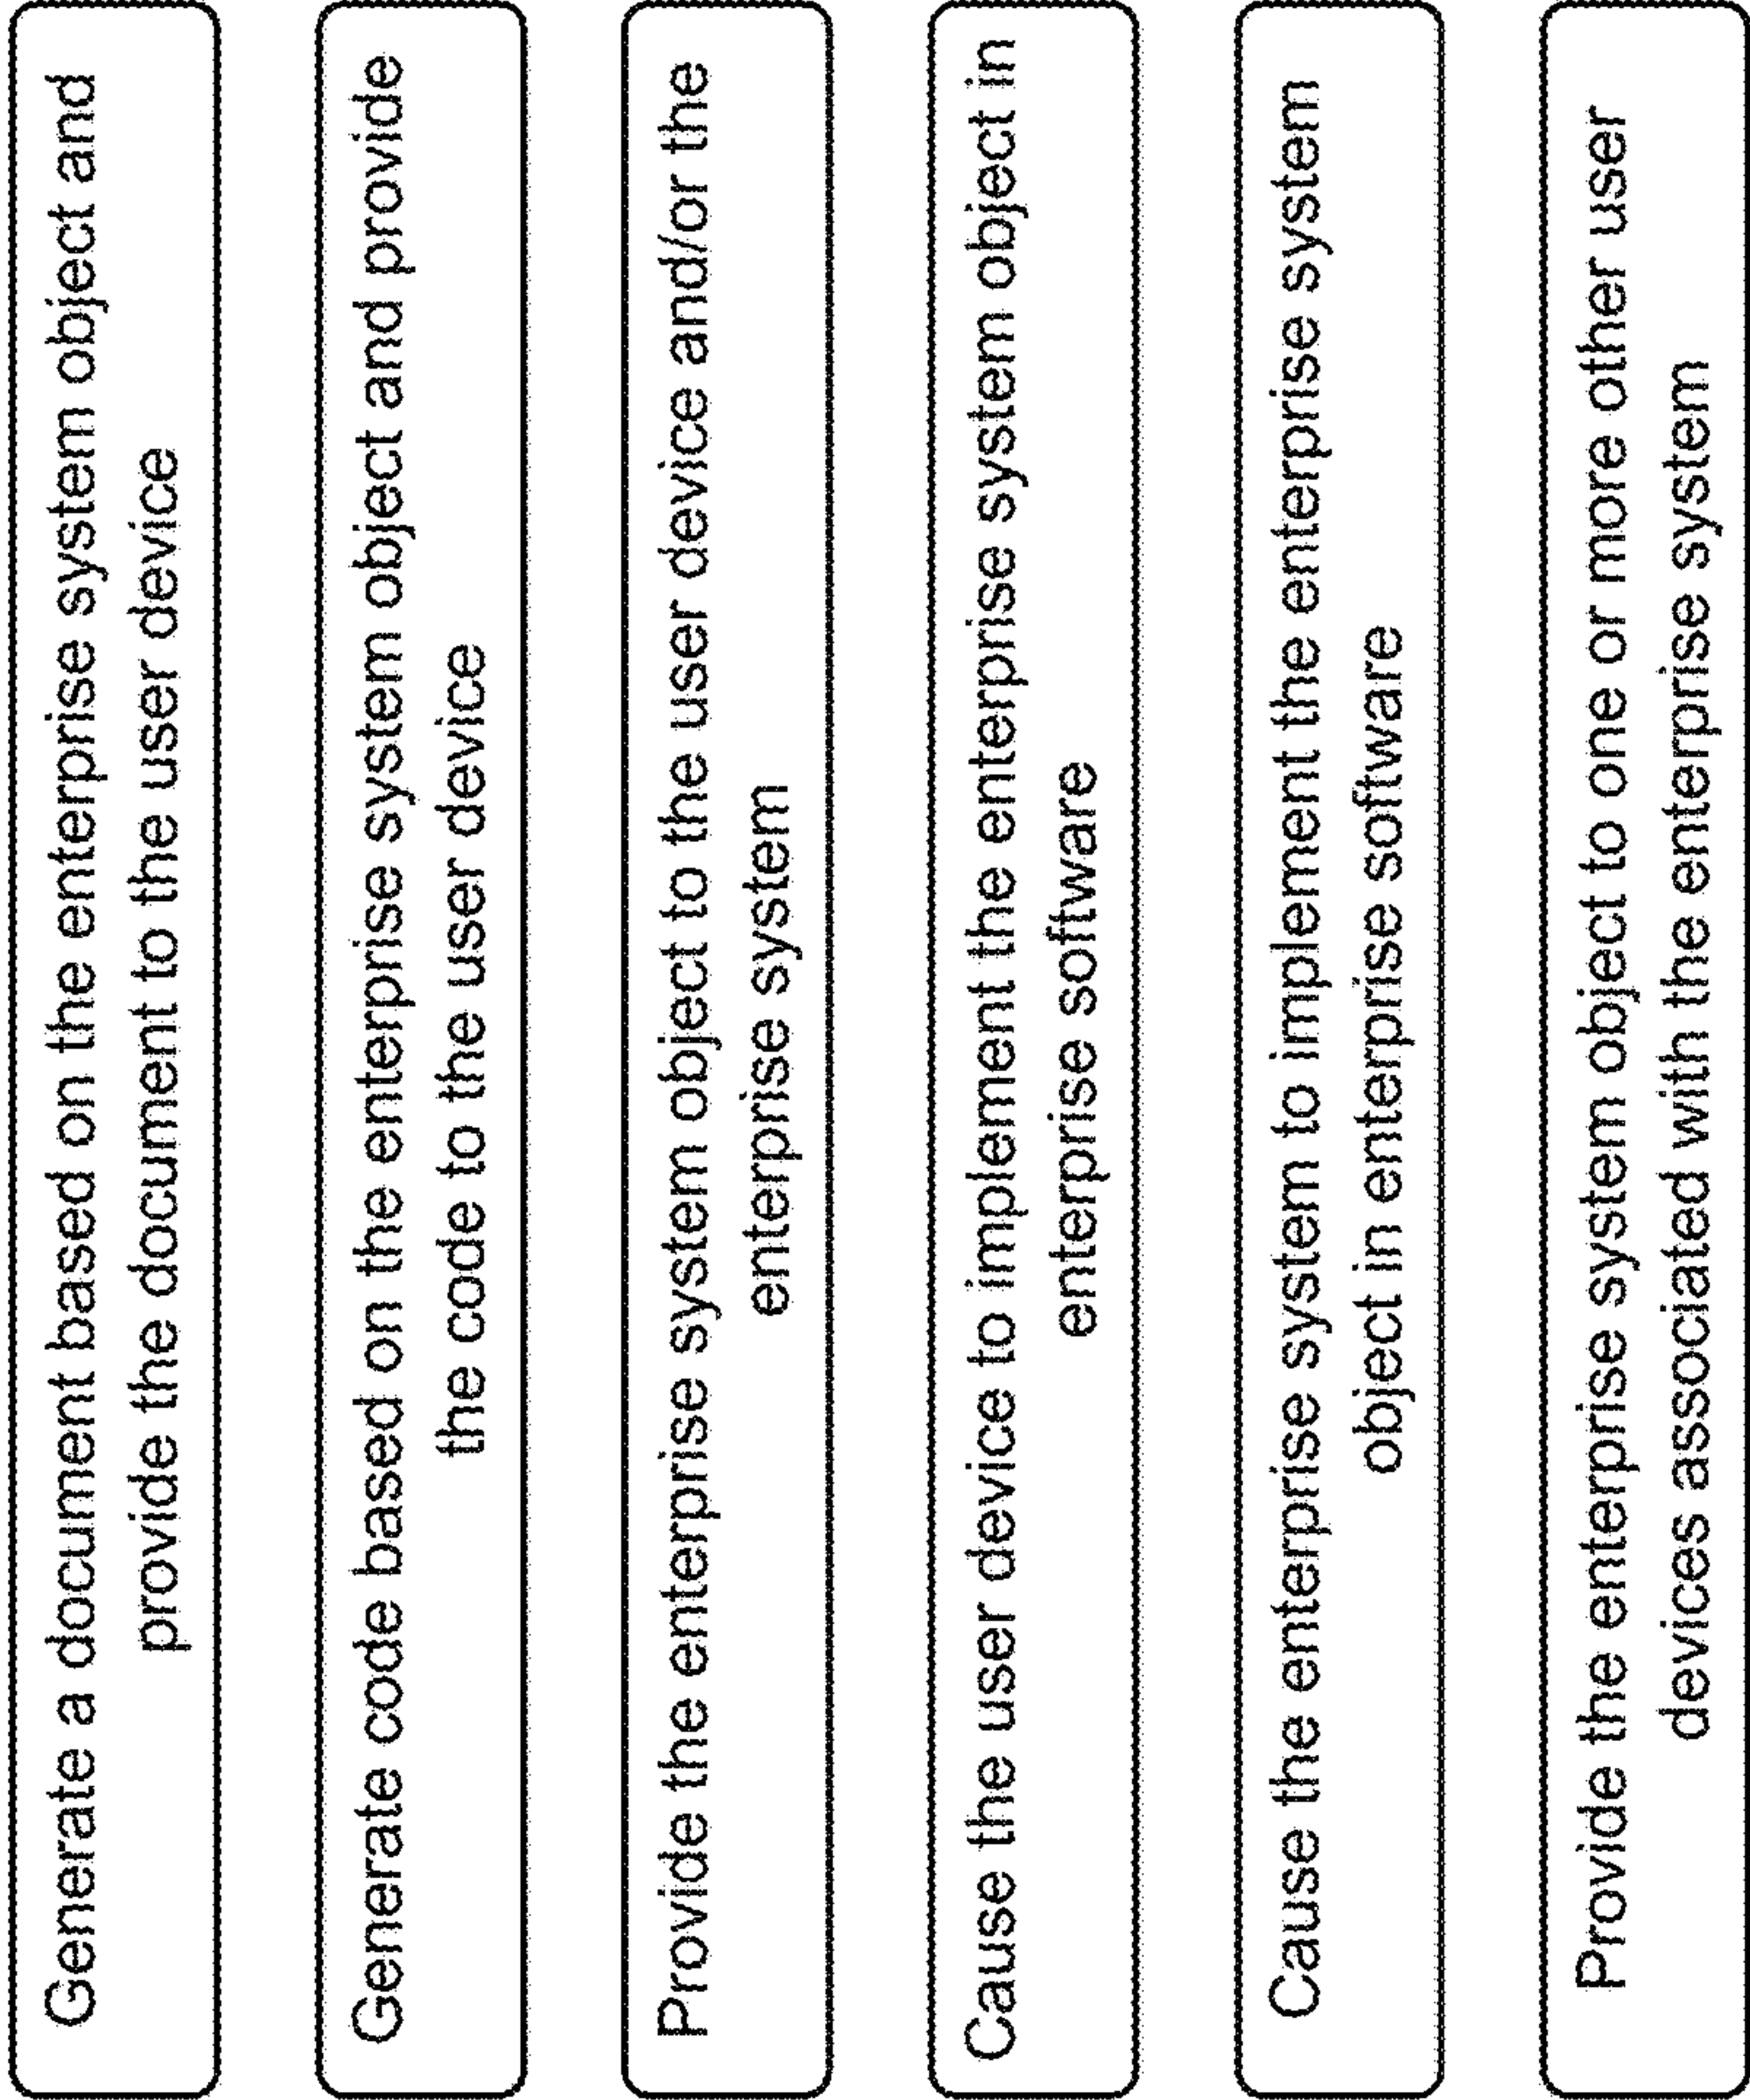 Generate a document based on the enterprise system object and
provide the document to the user device
Generate code based on the enterprise system object and provide
the code to the user device
Provide the enterprise system object to the user device and/or the
enterprise system
Cause the user device to implement the enterprise system object in
enterprise software
Cause the enterprise system to implement the enterprise system
object in enterprise software
Provide the enterprise system object to one or more other user
devices associated with the enterprise system